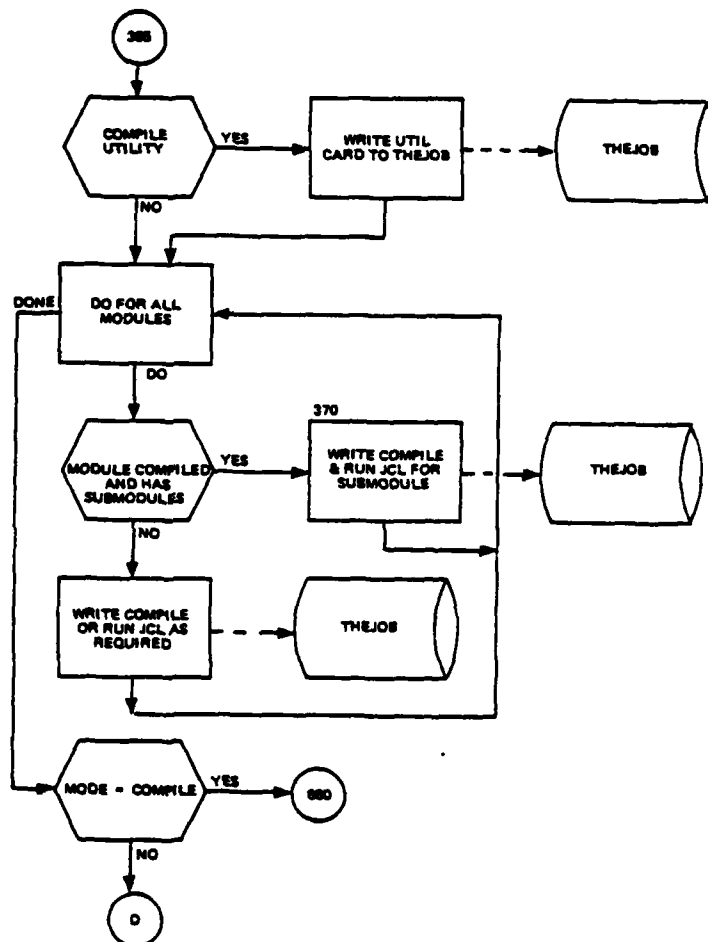 365
COMPILE
UTILITY
YES
WRITE UTIL
CARD TO THEJOB
THEJOB
NO
DONE
DO FOR ALL
MODULES
DO
370
MODULE COMPILED
AND HAS
SUBMODULES
YES
WRITE COMPILE
& RUN JCL FOR
SUBMODULE
THEJOB
NO
WRITE COMPILE
OR RUN JCL AS
REQUIRED
THEJOB
MODE = COMPILE
YES
NO
D